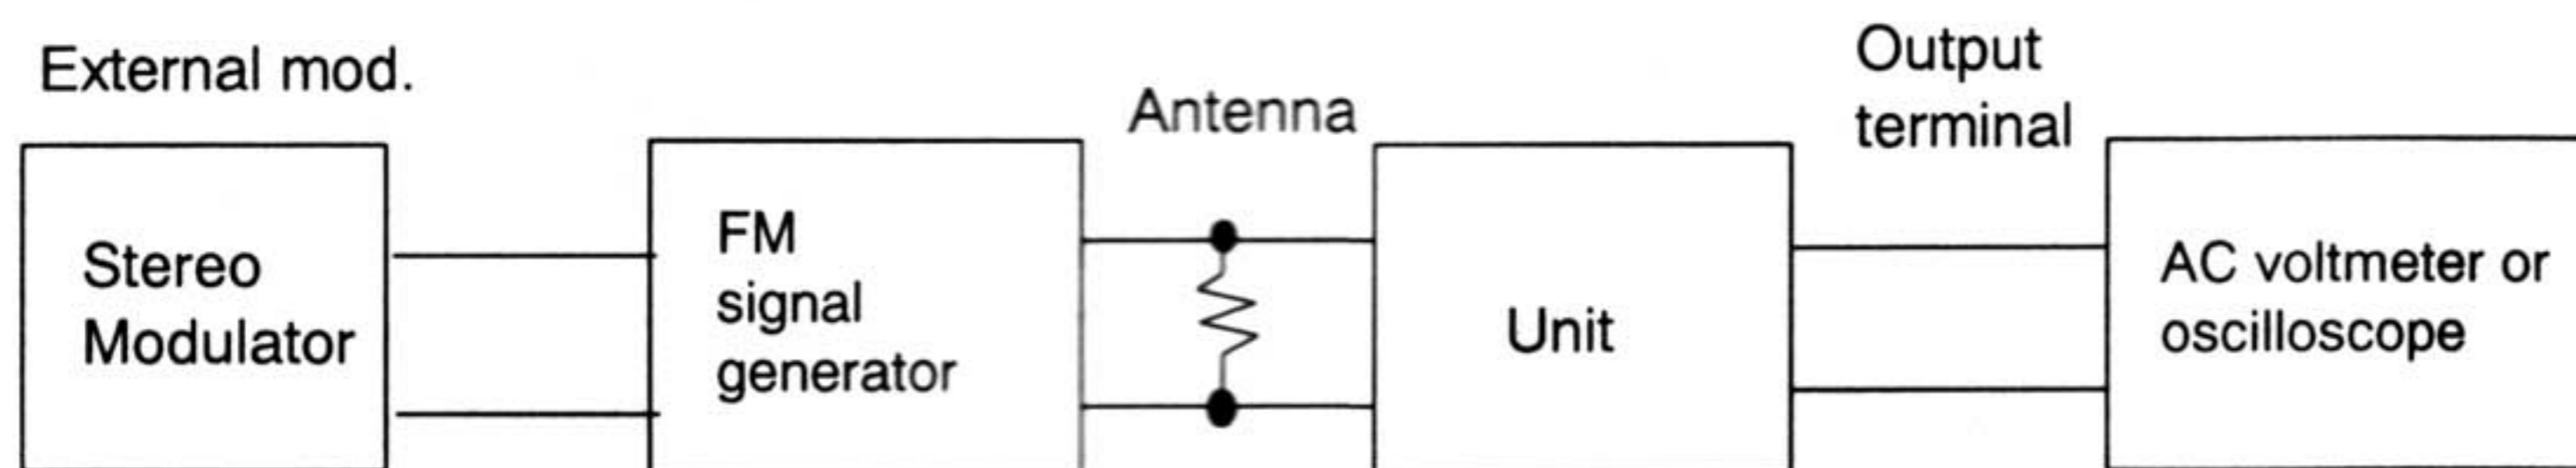 External mod.
Stereo
Modulator
FM
signal
generator
Antenna
Unit
Output
terminal
AC voltmeter or
oscilloscope